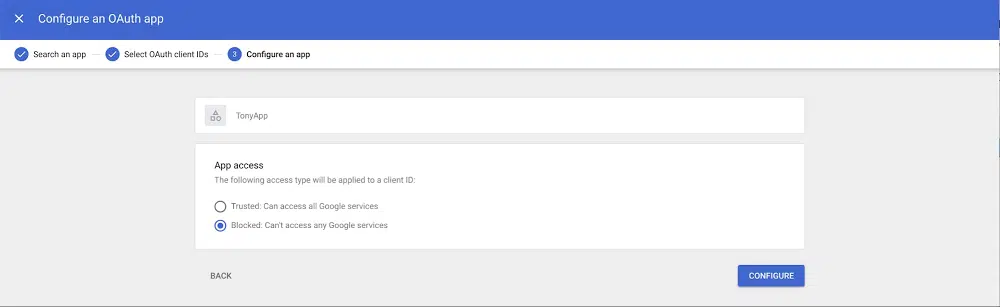 Configure an OAuth app
Search an app
Select OAuth client IDs
3 Configure an app
TonyApp
App access
The following access type will be applied to a client ID:
Trusted: Can access all Google services
Blocked: Can't access any Google services
BACK
CONFIGURE